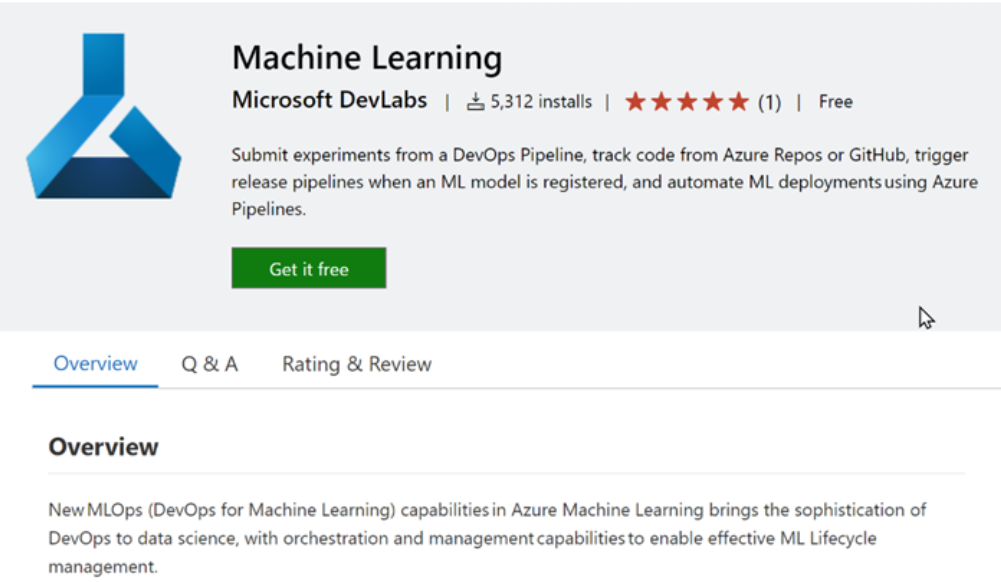 Machine Learning
Microsoft DevLabs | 5,312 installs | (1) | Free
Submit experiments from a DevOps Pipeline, track code from Azure Repos or GitHub, trigger
release pipelines when an ML model is registered, and automate ML deployments using Azure
Pipelines.
Get it free
Overview Q & A Rating & Review
Overview
New MLOps (DevOps for Machine Learning) capabilities in Azure Machine Learning brings the sophistication of
DevOps to data science, with orchestration and management capabilities to enable effective ML Lifecycle
management.